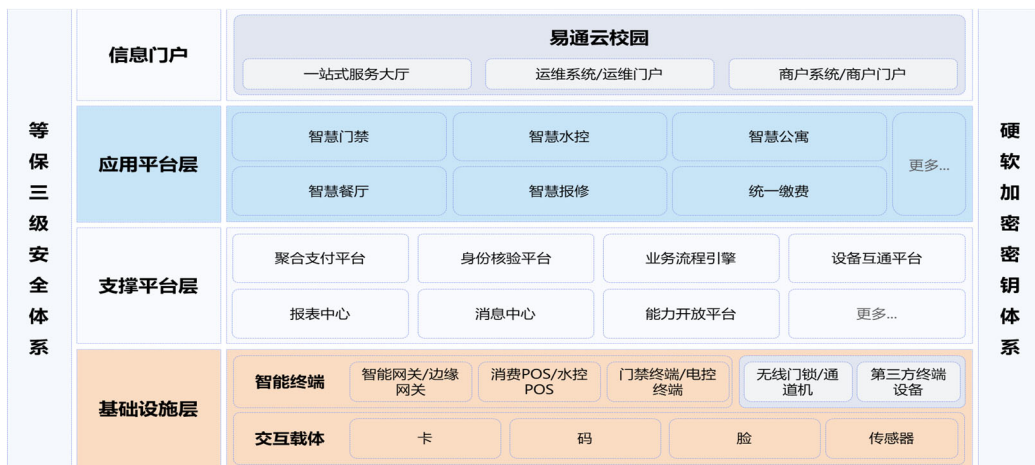 等保三级安全体系
信息门户
易通云校园
一站式服务大厅
运维系统/运维门户
商户系统/商户门户
应用平台层
智慧门禁
智慧水控
智慧公寓
更多...
智慧餐厅
智慧报修
统一缴费
支撑平台层
聚合支付平台
身份核验平台
业务流程引擎
设备互通平台
报表中心
消息中心
能力开放平台
更多...
基础设施层
智能终端
智能网关/边缘
网关
消费POS/水控
POS
门禁终端/电控
终端
无线门锁/通
道机
第三方终端
设备
交互载体
卡
码
脸
传感器
硬软加密密钥体系